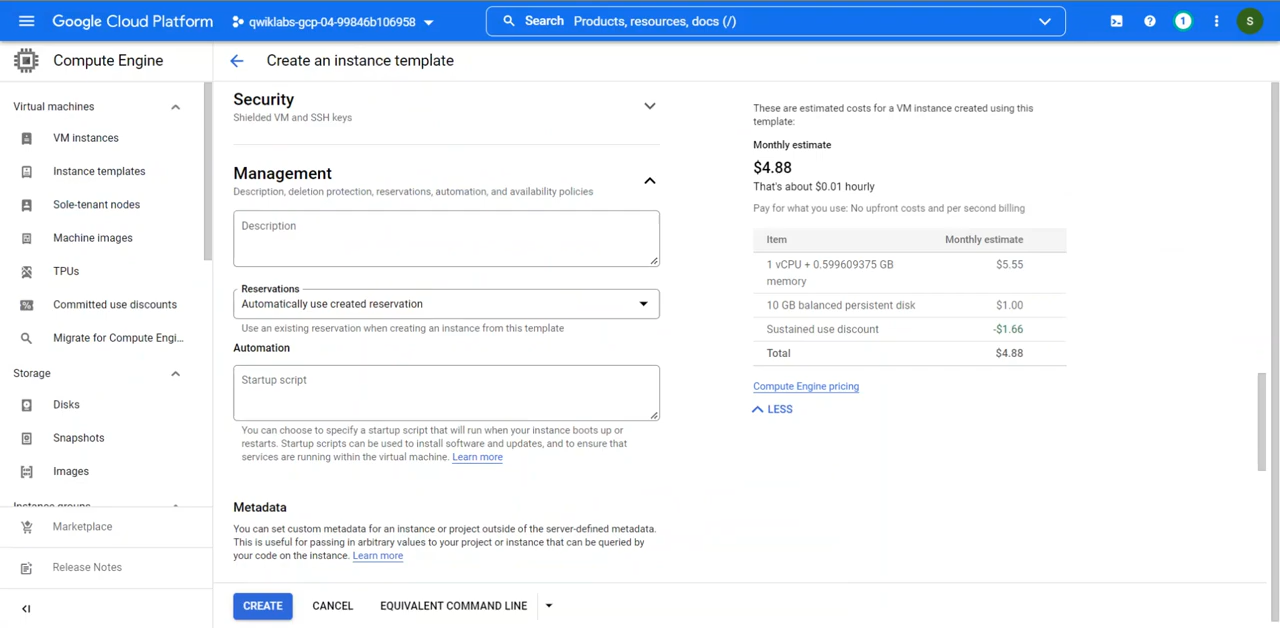 Google Cloud Platform
qwiklabs-gcp-04-99846b106958
Search Products, resources, docs (/)
1
S
Compute Engine
Create an instance template
Virtual machines
VM instances
Instance templates
Sole-tenant nodes
Machine images
TPUs
Committed use discounts
Migrate for Compute Engi...
Storage
Disks
Snapshots
Images
Instance groups
Marketplace
Release Notes
Security
Shielded VM and SSH keys
Management
Description, deletion protection, reservations, automation, and availability policies
Description
Reservations
Automatically use created reservation
Use an existing reservation when creating an instance from this template
Automation
Startup script
You can choose to specify a startup script that will run when your instance boots up or
restarts. Startup scripts can be used to install software and updates, and to ensure that
services are running within the virtual machine. Learn more
Metadata
You can set custom metadata for an instance or project outside of the server-defined metadata.
This is useful for passing in arbitrary values to your project or instance that can be queried by
your code on the instance. Learn more
CREATE
CANCEL
EQUIVALENT COMMAND LINE
These are estimated costs for a VM instance created using this
template:
Monthly estimate
$4.88
That's about $0.01 hourly
Pay for what you use: No upfront costs and per second billing
Item Monthly estimate
1 vCPU + 0.599609375 GB
memory $5.55
10 GB balanced persistent disk $1.00
Sustained use discount -$1.66
Total $4.88
Compute Engine pricing
LESS